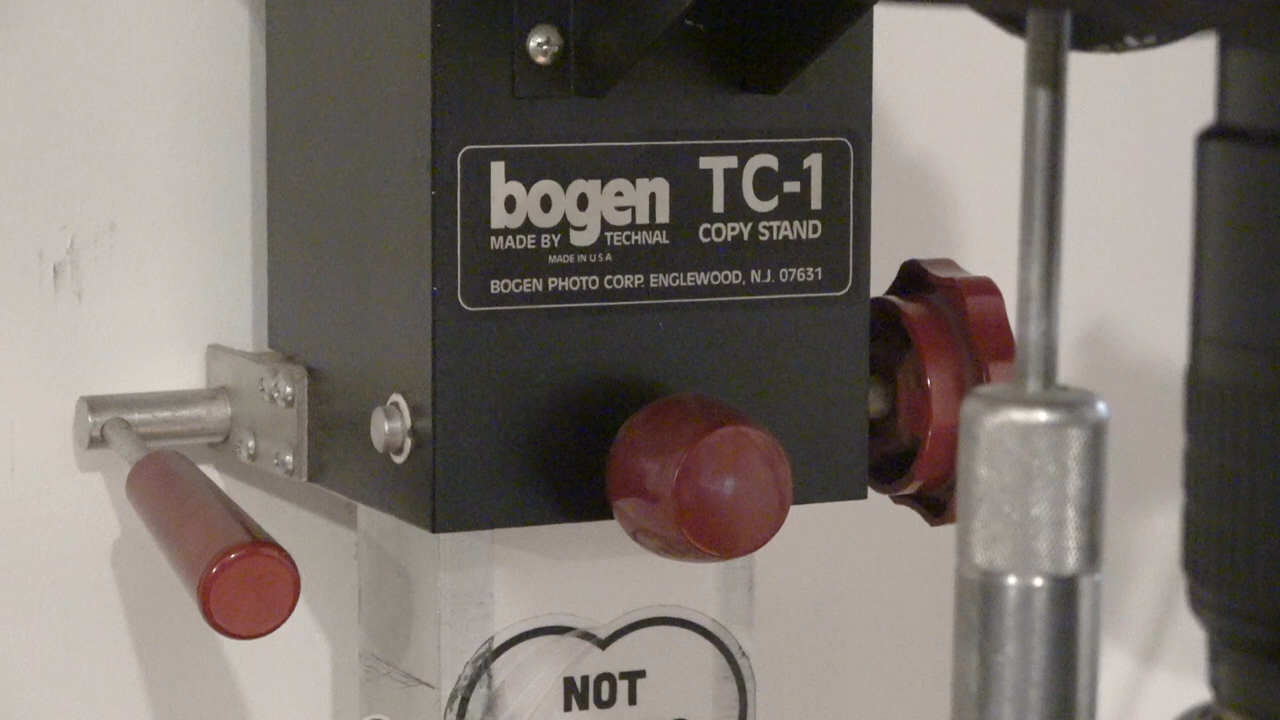 bogen TC-1
MADE BY TECHNAL COPY STAND
MADE IN U S A
BOGEN PHOTO CORP. ENGLEWOOD, N.J. 07631
NOT